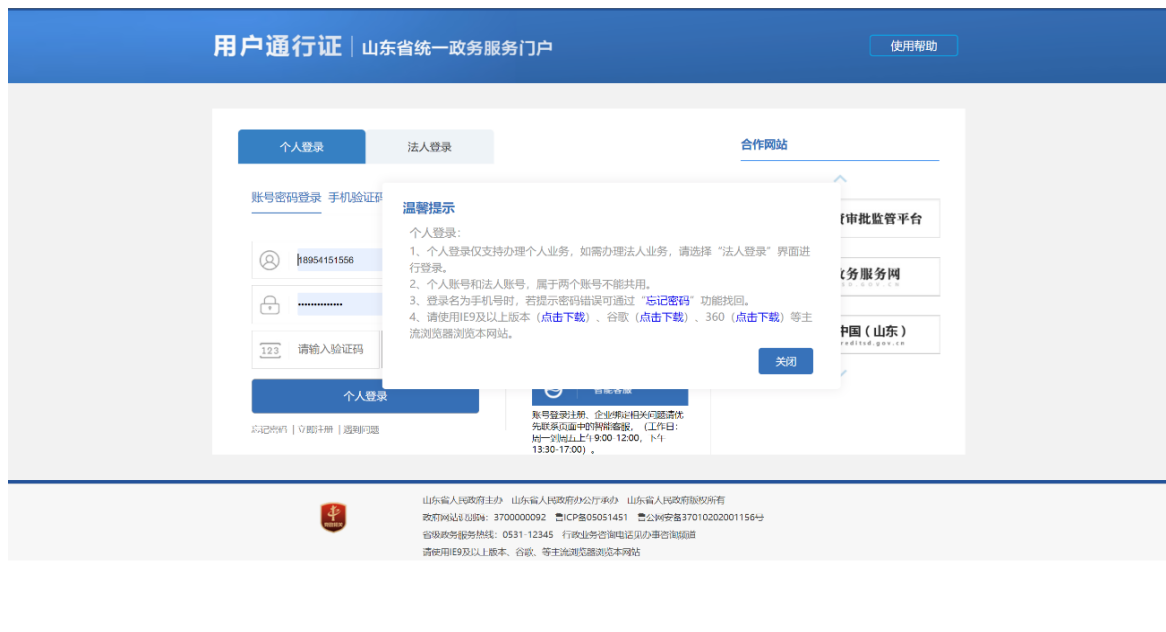 用户通行证
山东省统一政务服务门户
使用帮助
个人登录
法人登录
合作网站
账号密码登录 手机验证码
18954151556
••••••••••••••
123
请输入验证码
个人登录
忘记密码 | 立即注册 | 遇到问题
温馨提示
个人登录:
1、个人登录仅支持办理个人业务,如需办理法人业务,请选择“法人登录”界面进
行登录。
2、个人账号和法人账号,属于两个账号不能共用。
3、登录名为手机号时,若提示密码错误可通过“忘记密码”功能找回。
4、请使用IE9及以上版本(点击下载)、谷歌(点击下载)、360(点击下载)等主
流浏览器浏览本网站。
关闭
审批监管平台
务服务网
中国(山东)
智能客服
账号登录注册、企业绑定相关问题请优
先联系页面中的智能客服,(工作日:
周一到周五上午9:00-12:00,下午
13:30-17:00)。
山东省人民政府主办 山东省人民政府办公厅承办 山东省人民政府版权所有
政府网站标识码:3700000092 鲁ICP备05051451 鲁公网安备37010202001156号
省级政务服务热线:0531-12345 行政业务咨询电话见办事咨询频道
请使用IE9及以上版本、谷歌、等主流浏览器浏览本网站